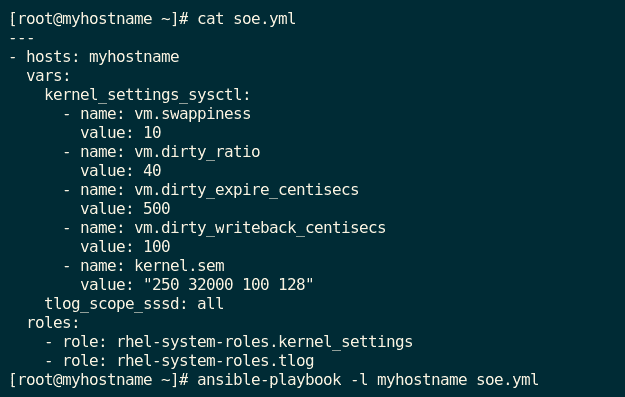 [root@myhostname ~]# cat soe.yml
---
- hosts: myhostname
  vars:
    kernel_settings_sysctl:
      - name: vm.swappiness
        value: 10
      - name: vm.dirty_ratio
        value: 40
      - name: vm.dirty_expire_centisecs
        value: 500
      - name: vm.dirty_writeback_centisecs
        value: 100
      - name: kernel.sem
        value: "250 32000 100 128"
    tlog_scope_sssd: all
  roles:
    - role: rhel-system-roles.kernel_settings
    - role: rhel-system-roles.tlog
[root@myhostname ~]# ansible-playbook -l myhostname soe.yml